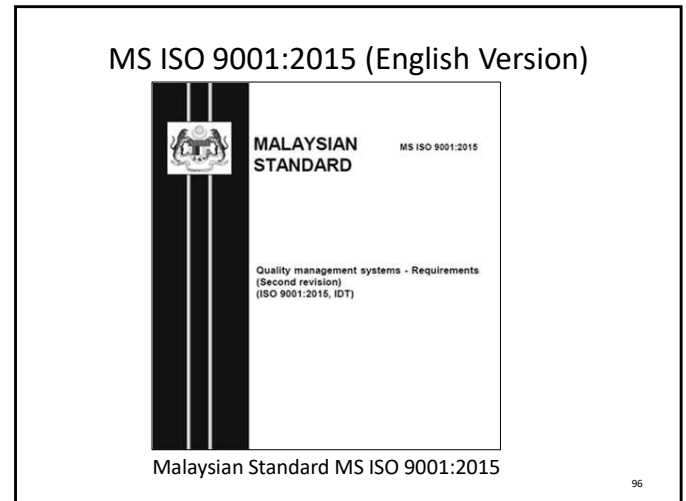 MS ISO 9001:2015 (English Version)
MALAYSIAN
STANDARD
MS ISO 9001:2015
Quality management systems - Requirements
(Second revision)
(ISO 9001:2015, IDT)
Malaysian Standard MS ISO 9001:2015
96